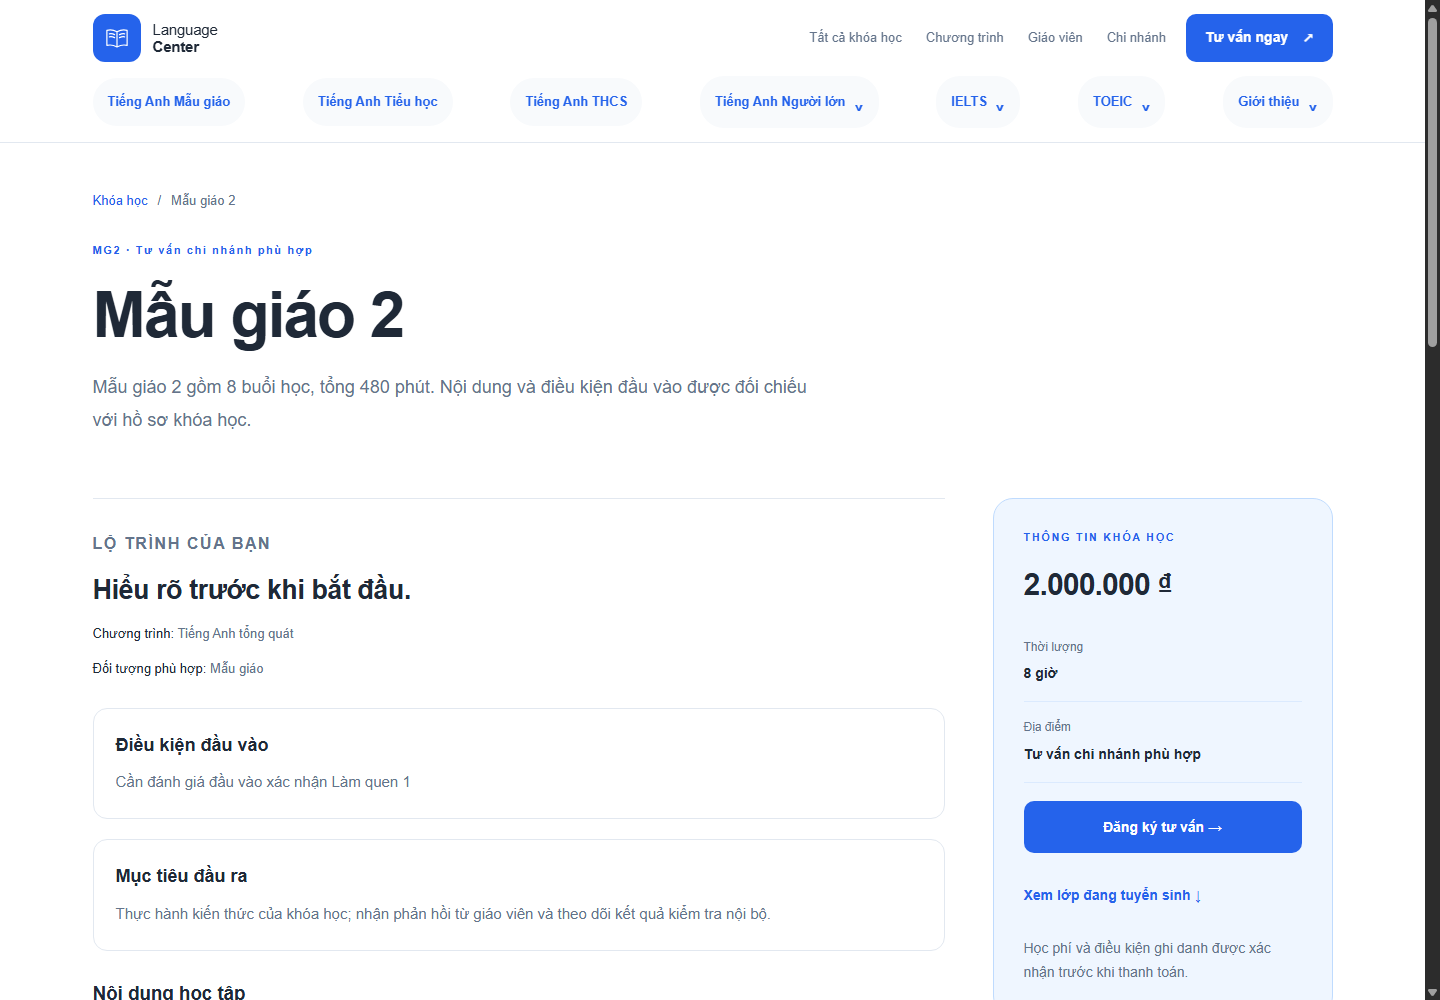 Language
Center
Tất cả khóa học
Chương trình
Giáo viên
Chi nhánh
Tư vấn ngay ↗
Tiếng Anh Mẫu giáo
Tiếng Anh Tiểu học
Tiếng Anh THCS
Tiếng Anh Người lớn
IELTS
TOEIC
Giới thiệu
Khóa học / Mẫu giáo 2
MG2 · Tư vấn chi nhánh phù hợp
Mẫu giáo 2
Mẫu giáo 2 gồm 8 buổi học, tổng 480 phút. Nội dung và điều kiện đầu vào được đối chiếu
với hồ sơ khóa học.
LỘ TRÌNH CỦA BẠN
Hiểu rõ trước khi bắt đầu.
Chương trình: Tiếng Anh tổng quát
Đối tượng phù hợp: Mẫu giáo
Điều kiện đầu vào
Cần đánh giá đầu vào xác nhận Làm quen 1
Mục tiêu đầu ra
Thực hành kiến thức của khóa học; nhận phản hồi từ giáo viên và theo dõi kết quả kiểm tra nội bộ.
Nội dung học tập
THÔNG TIN KHÓA HỌC
2.000.000 ₫
Thời lượng
8 giờ
Địa điểm
Tư vấn chi nhánh phù hợp
Đăng ký tư vấn →
Xem lớp đang tuyển sinh ↓
Học phí và điều kiện ghi danh được xác
nhận trước khi thanh toán.